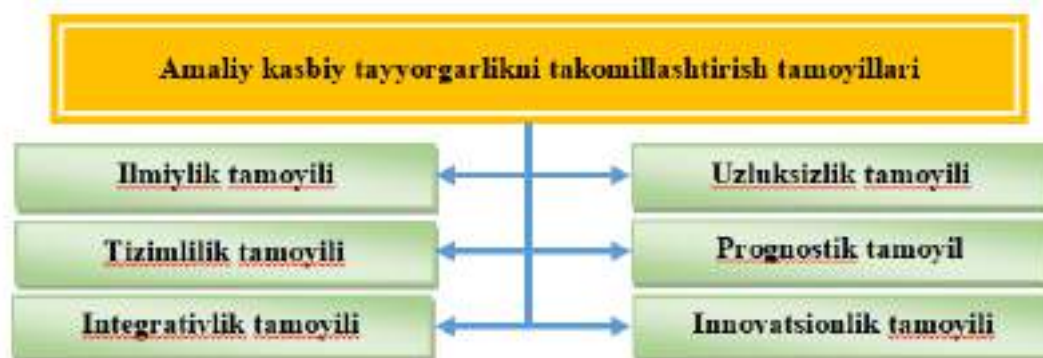 Amaliy kasbiy tayyorgarlikni takomillashtirish tamoyillari
Ilmiylik tamoyili
Uzluksizlik tamoyili
Tizimlilik tamoyili
Prognostik tamoyil
Integrativlik tamoyili
Innovatsionlik tamoyili